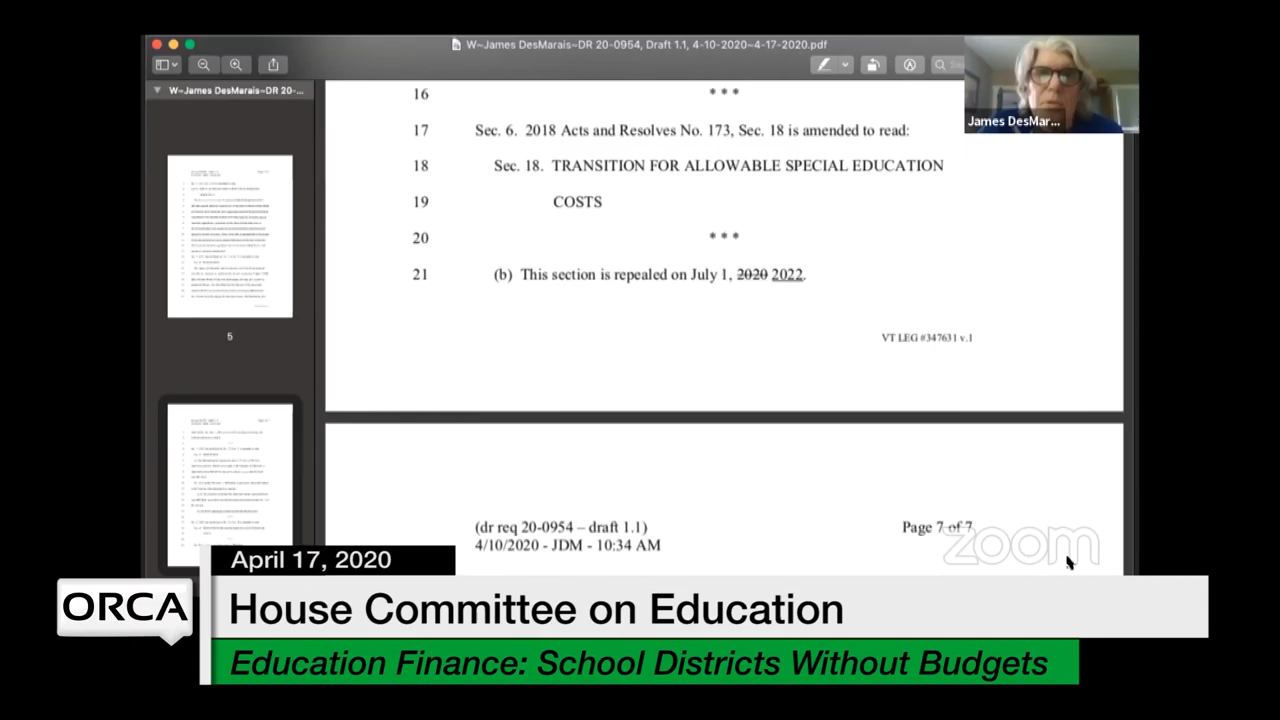 W~James DesMarais~DR 20-0954, Draft 1.1, 4-10-2020~4-17-2020.pdf
W~James DesMarais~DR 20-...
James DesMar...
16 * * *
17 Sec. 6. 2018 Acts and Resolves No. 173, Sec. 18 is amended to read:
18 Sec. 18. TRANSITION FOR ALLOWABLE SPECIAL EDUCATION
19 COSTS
20 * * *
21 (b) This section is repealed on July 1, 2020 2022.
VT LEG #347631 v.1
5
(dr req 20-0954 – draft 1.1) Page 7 of 7
4/10/2020 - JDM - 10:34 AM
zoom
April 17, 2020
ORCA
House Committee on Education
Education Finance: School Districts Without Budgets